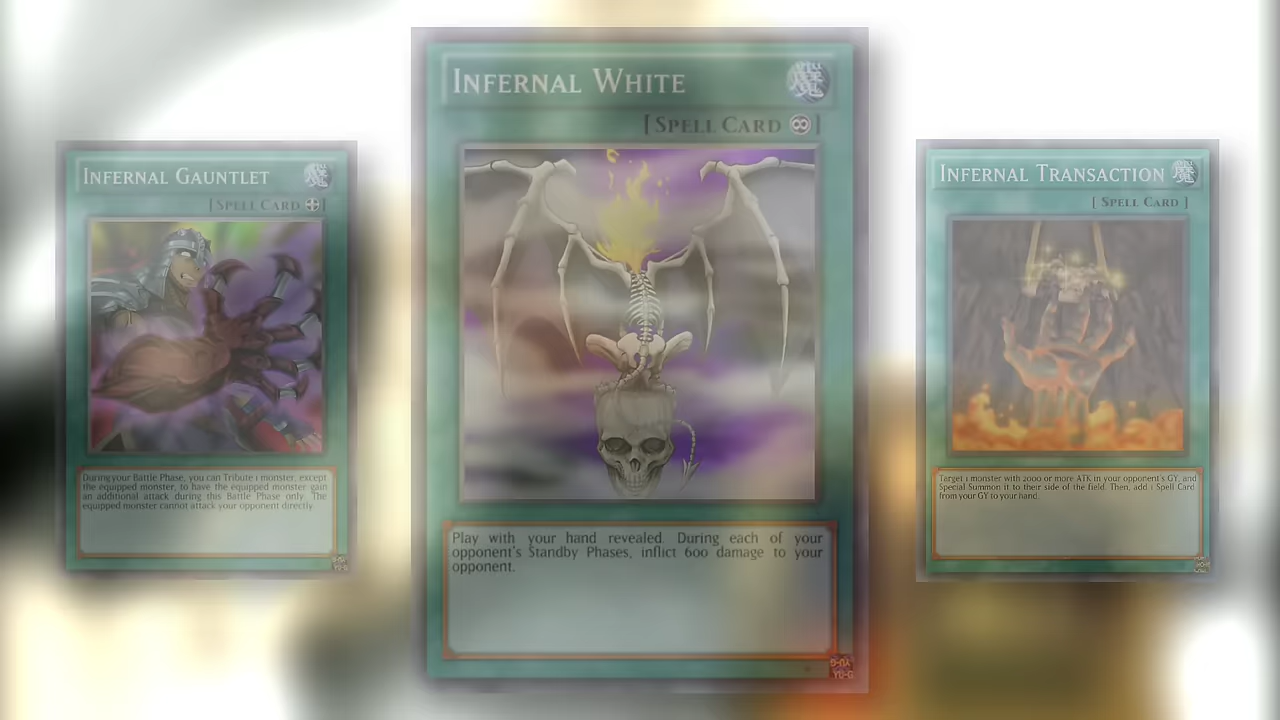 INFERNAL GAUNTLET
[SPELL CARD ]
During your Battle Phase, you can Tribute 1 monster, except
the equipped monster, to have the equipped monster gain
an additional attack during this Battle Phase only. The
equipped monster cannot attack your opponent directly.
INFERNAL WHITE
[SPELL CARD ]
Play with your hand revealed. During each of your
opponent's Standby Phases, inflict 600 damage to your
opponent.
INFERNAL TRANSACTION
[ SPELL CARD ]
Target 1 monster with 2000 or more ATK in your opponent's GY, and
Special Summon it to their side of the field. Then, add 1 Spell Card
from your GY to your hand.